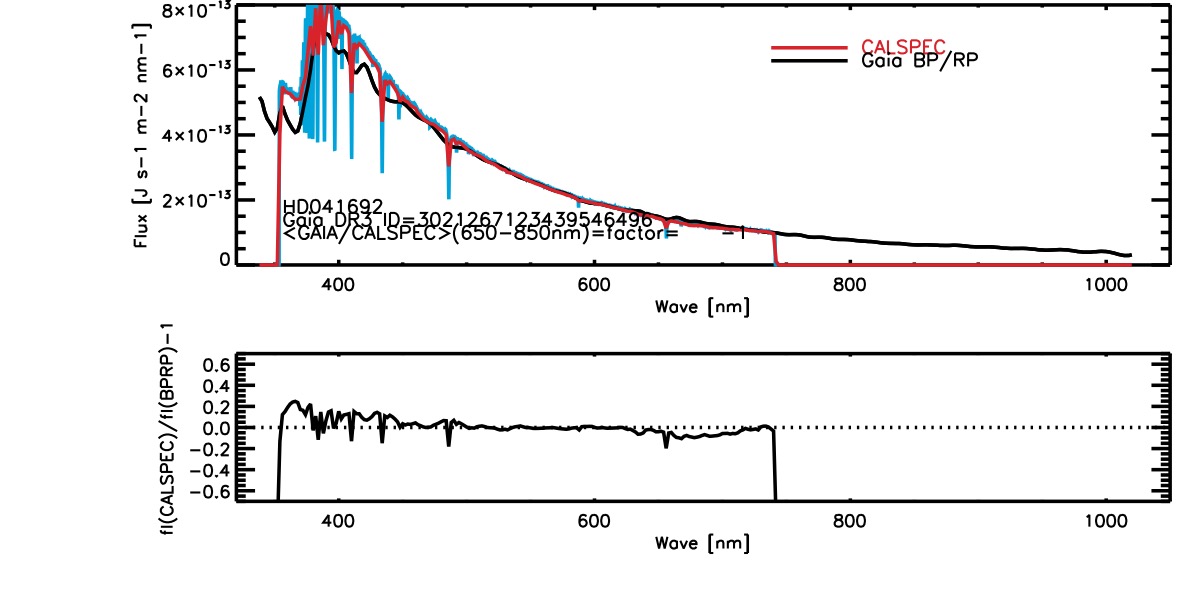 8×10−13
6×10−13
4×10−13
2×10−13
0
Flux [J s−1 m−2 nm−1]
CALSPEC
Gaia BP/RP
HD041692
Gaia DR3 ID=3021267123439546496
<GAIA/CALSPEC>(650−850nm)=factor= −1
400 600 800 1000
Wave [nm]
fl(CALSPEC)/fl(BPRP)−1
0.6
0.4
0.2
0.0
−0.2
−0.4
−0.6
400 600 800 1000
Wave [nm]